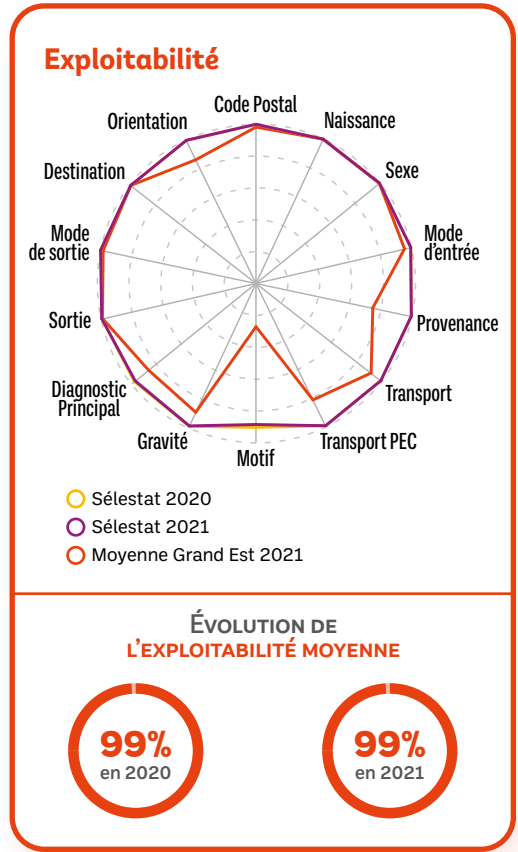 Exploitabilité
Code Postal
Orientation
Naissance
Destination
Sexe
Mode
de sortie
Mode
d'entrée
Sortie
Provenance
Diagnostic
Principal
Transport
Gravité
Transport PEC
Motif
Sélestat 2020
Sélestat 2021
Moyenne Grand Est 2021
ÉVOLUTION DE
L'EXPLOITABILITÉ MOYENNE
99%
en 2020
99%
en 2021